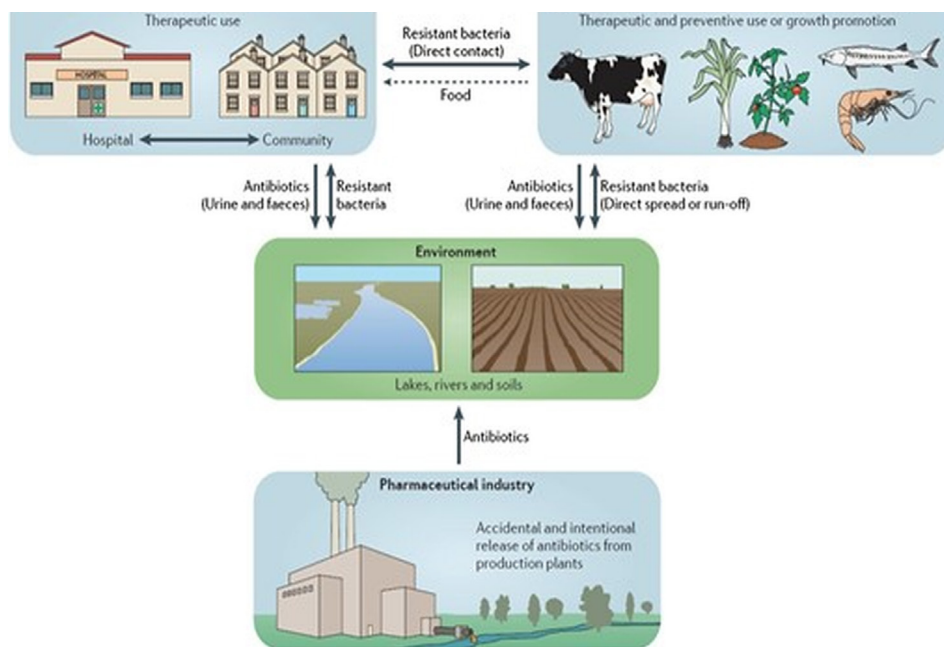 Therapeutic use
Therapeutic and preventive use or growth promotion
Resistant bacteria
(Direct contact)
Food
HOSPITAL
Hospital
Community
Antibiotics
(Urine and faeces)
Resistant
bacteria
Antibiotics
(Urine and faeces)
Resistant bacteria
(Direct spread or run-off)
Environment
Lakes, rivers and soils
Antibiotics
Pharmaceutical industry
Accidental and intentional
release of antibiotics from
production plants